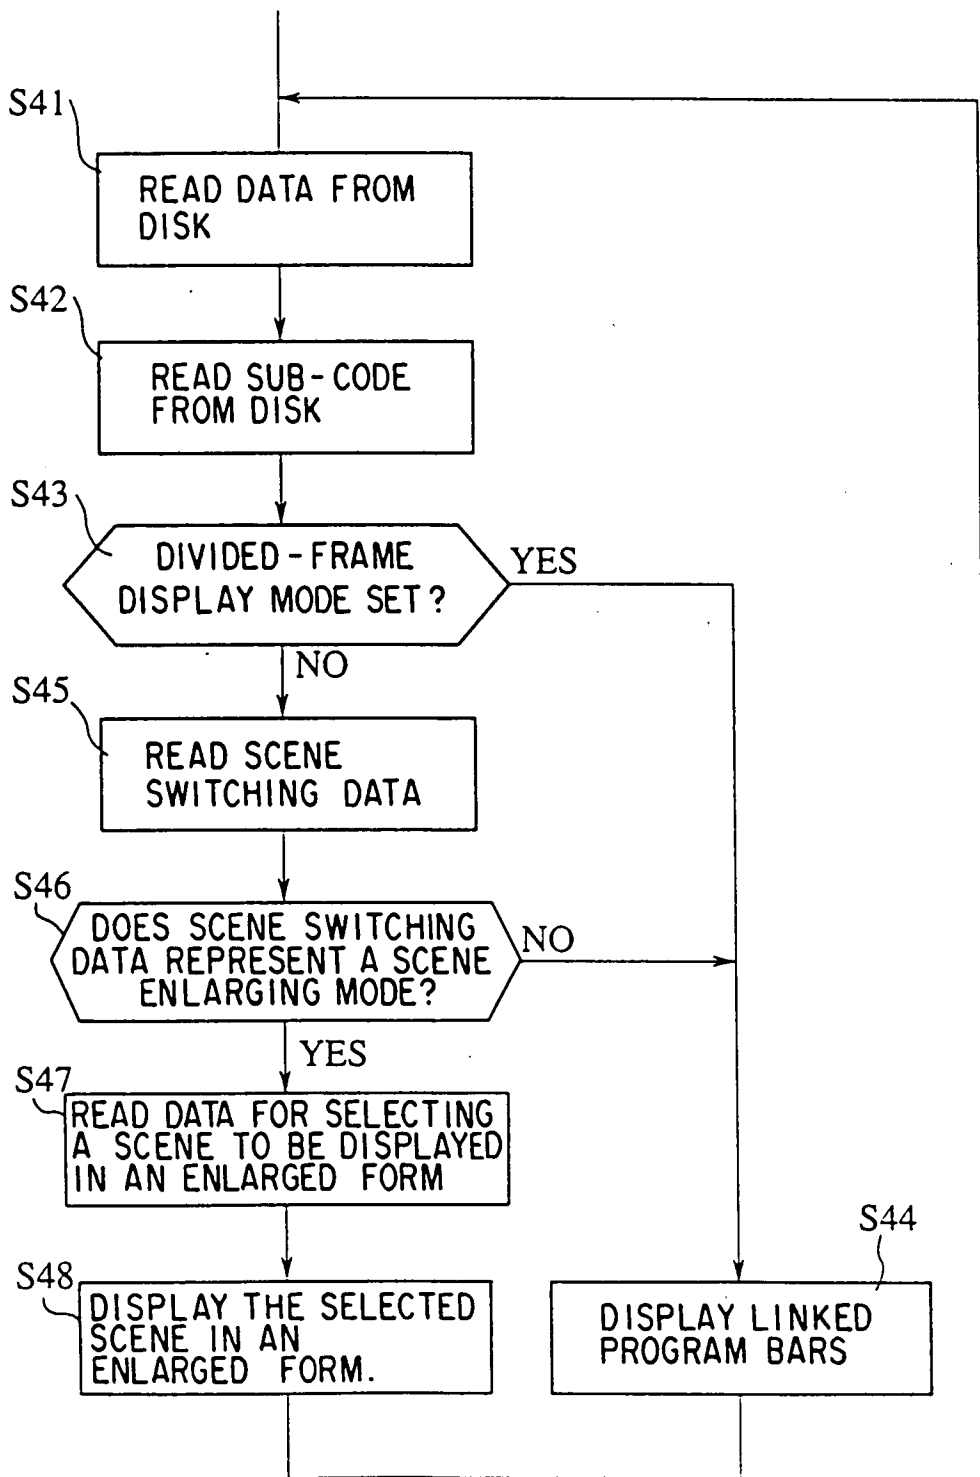 S41
READ DATA FROM
DISK
S42
READ SUB-CODE
FROM DISK
S43
DIVIDED-FRAME
DISPLAY MODE SET?
YES
NO
S45
READ SCENE
SWITCHING DATA
S46
DOES SCENE SWITCHING
DATA REPRESENT A SCENE
ENLARGING MODE?
NO
YES
S47
READ DATA FOR SELECTING
A SCENE TO BE DISPLAYED
IN AN ENLARGED FORM
S48
DISPLAY THE SELECTED
SCENE IN AN
ENLARGED FORM.
S44
DISPLAY LINKED
PROGRAM BARS